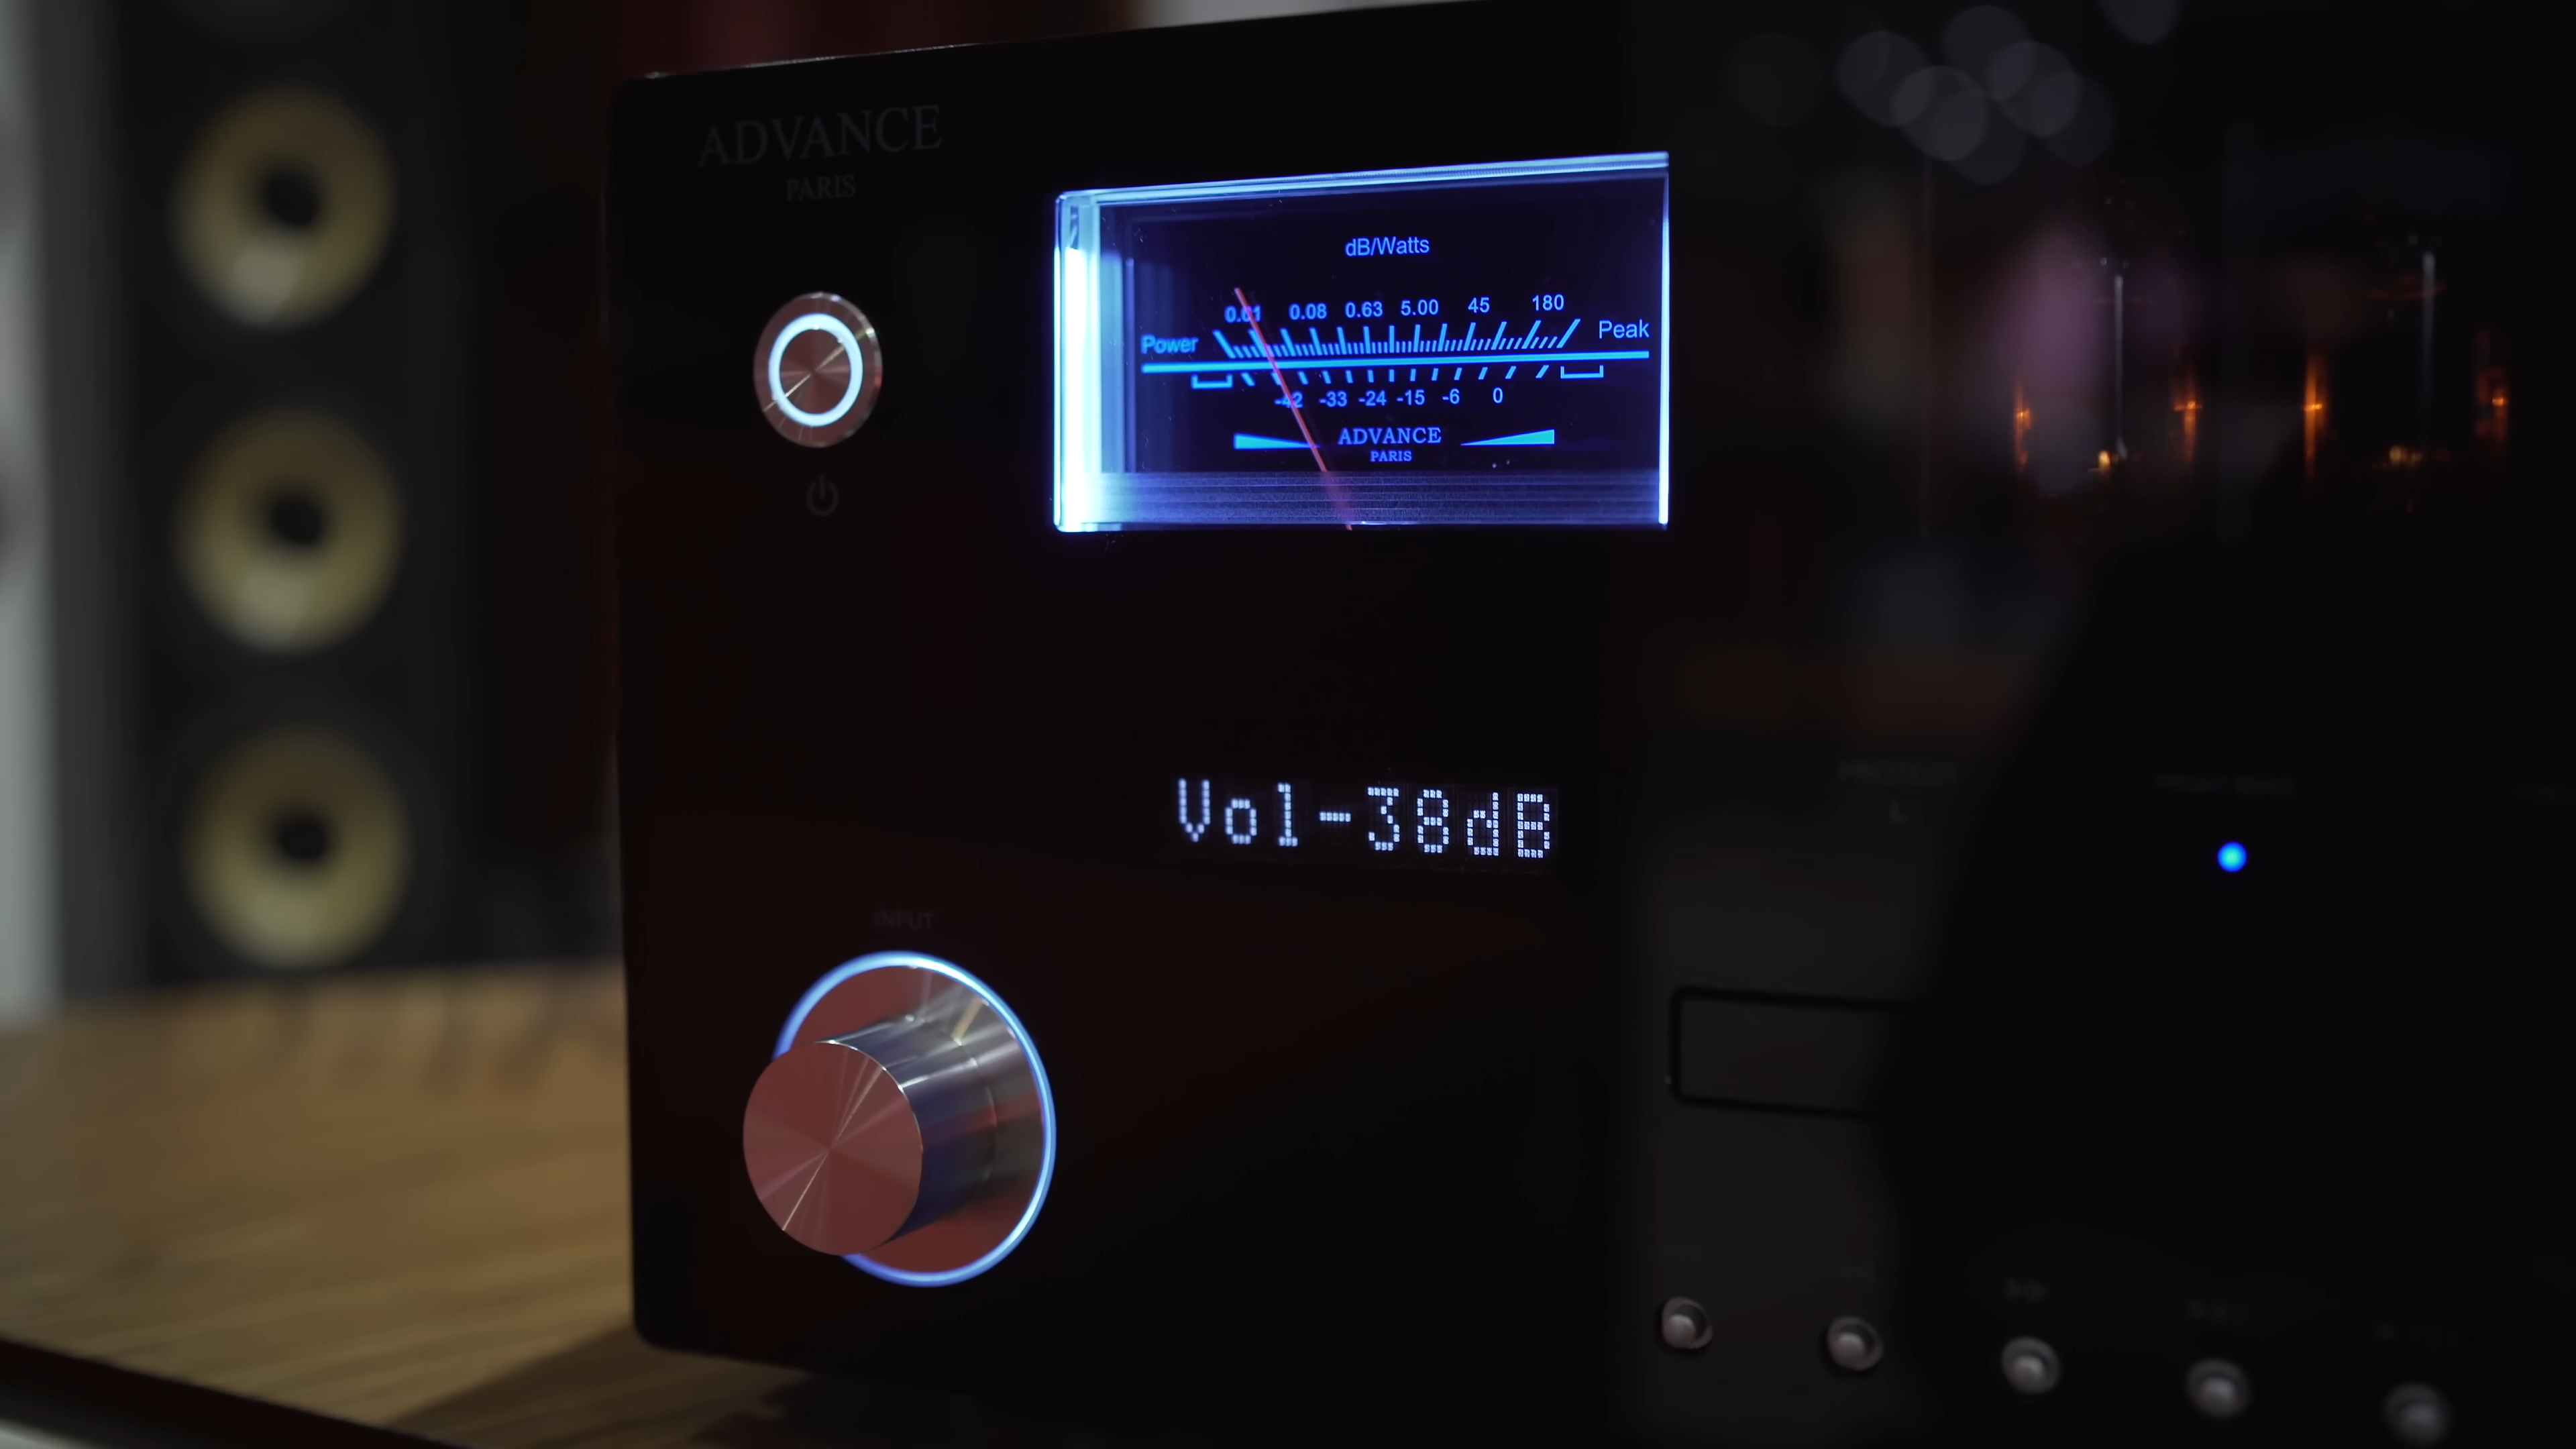 ADVANCE
PARIS
dB/Watts
0.01 0.08 0.63 5.00 45 180
Power Peak
-42 -33 -24 -15 -6 0
ADVANCE
PARIS
Vol-38dB
INPUT